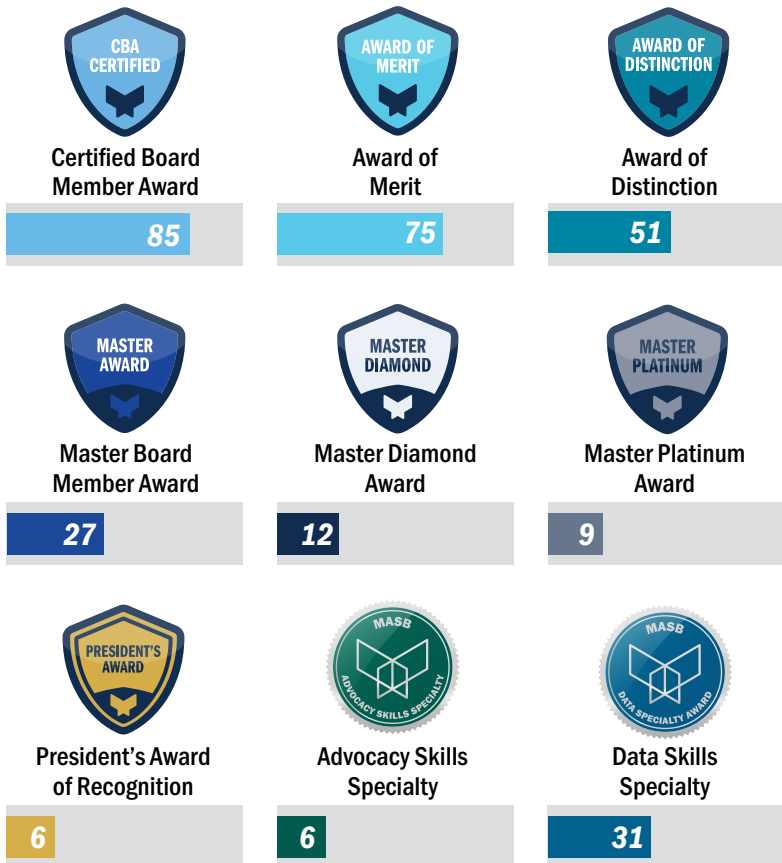 CBA
CERTIFIED
Certified Board
Member Award
85
AWARD OF
MERIT
Award of
Merit
75
AWARD OF
DISTINCTION
Award of
Distinction
51
MASTER
AWARD
Master Board
Member Award
27
MASTER
DIAMOND
Master Diamond
Award
12
MASTER
PLATINUM
Master Platinum
Award
9
PRESIDENT'S
AWARD
President’s Award
of Recognition
6
MASB
ADVOCACY SKILLS SPECIALTY
Advocacy Skills
Specialty
6
MASB
DATA SPECIALTY AWARD
Data Skills
Specialty
31